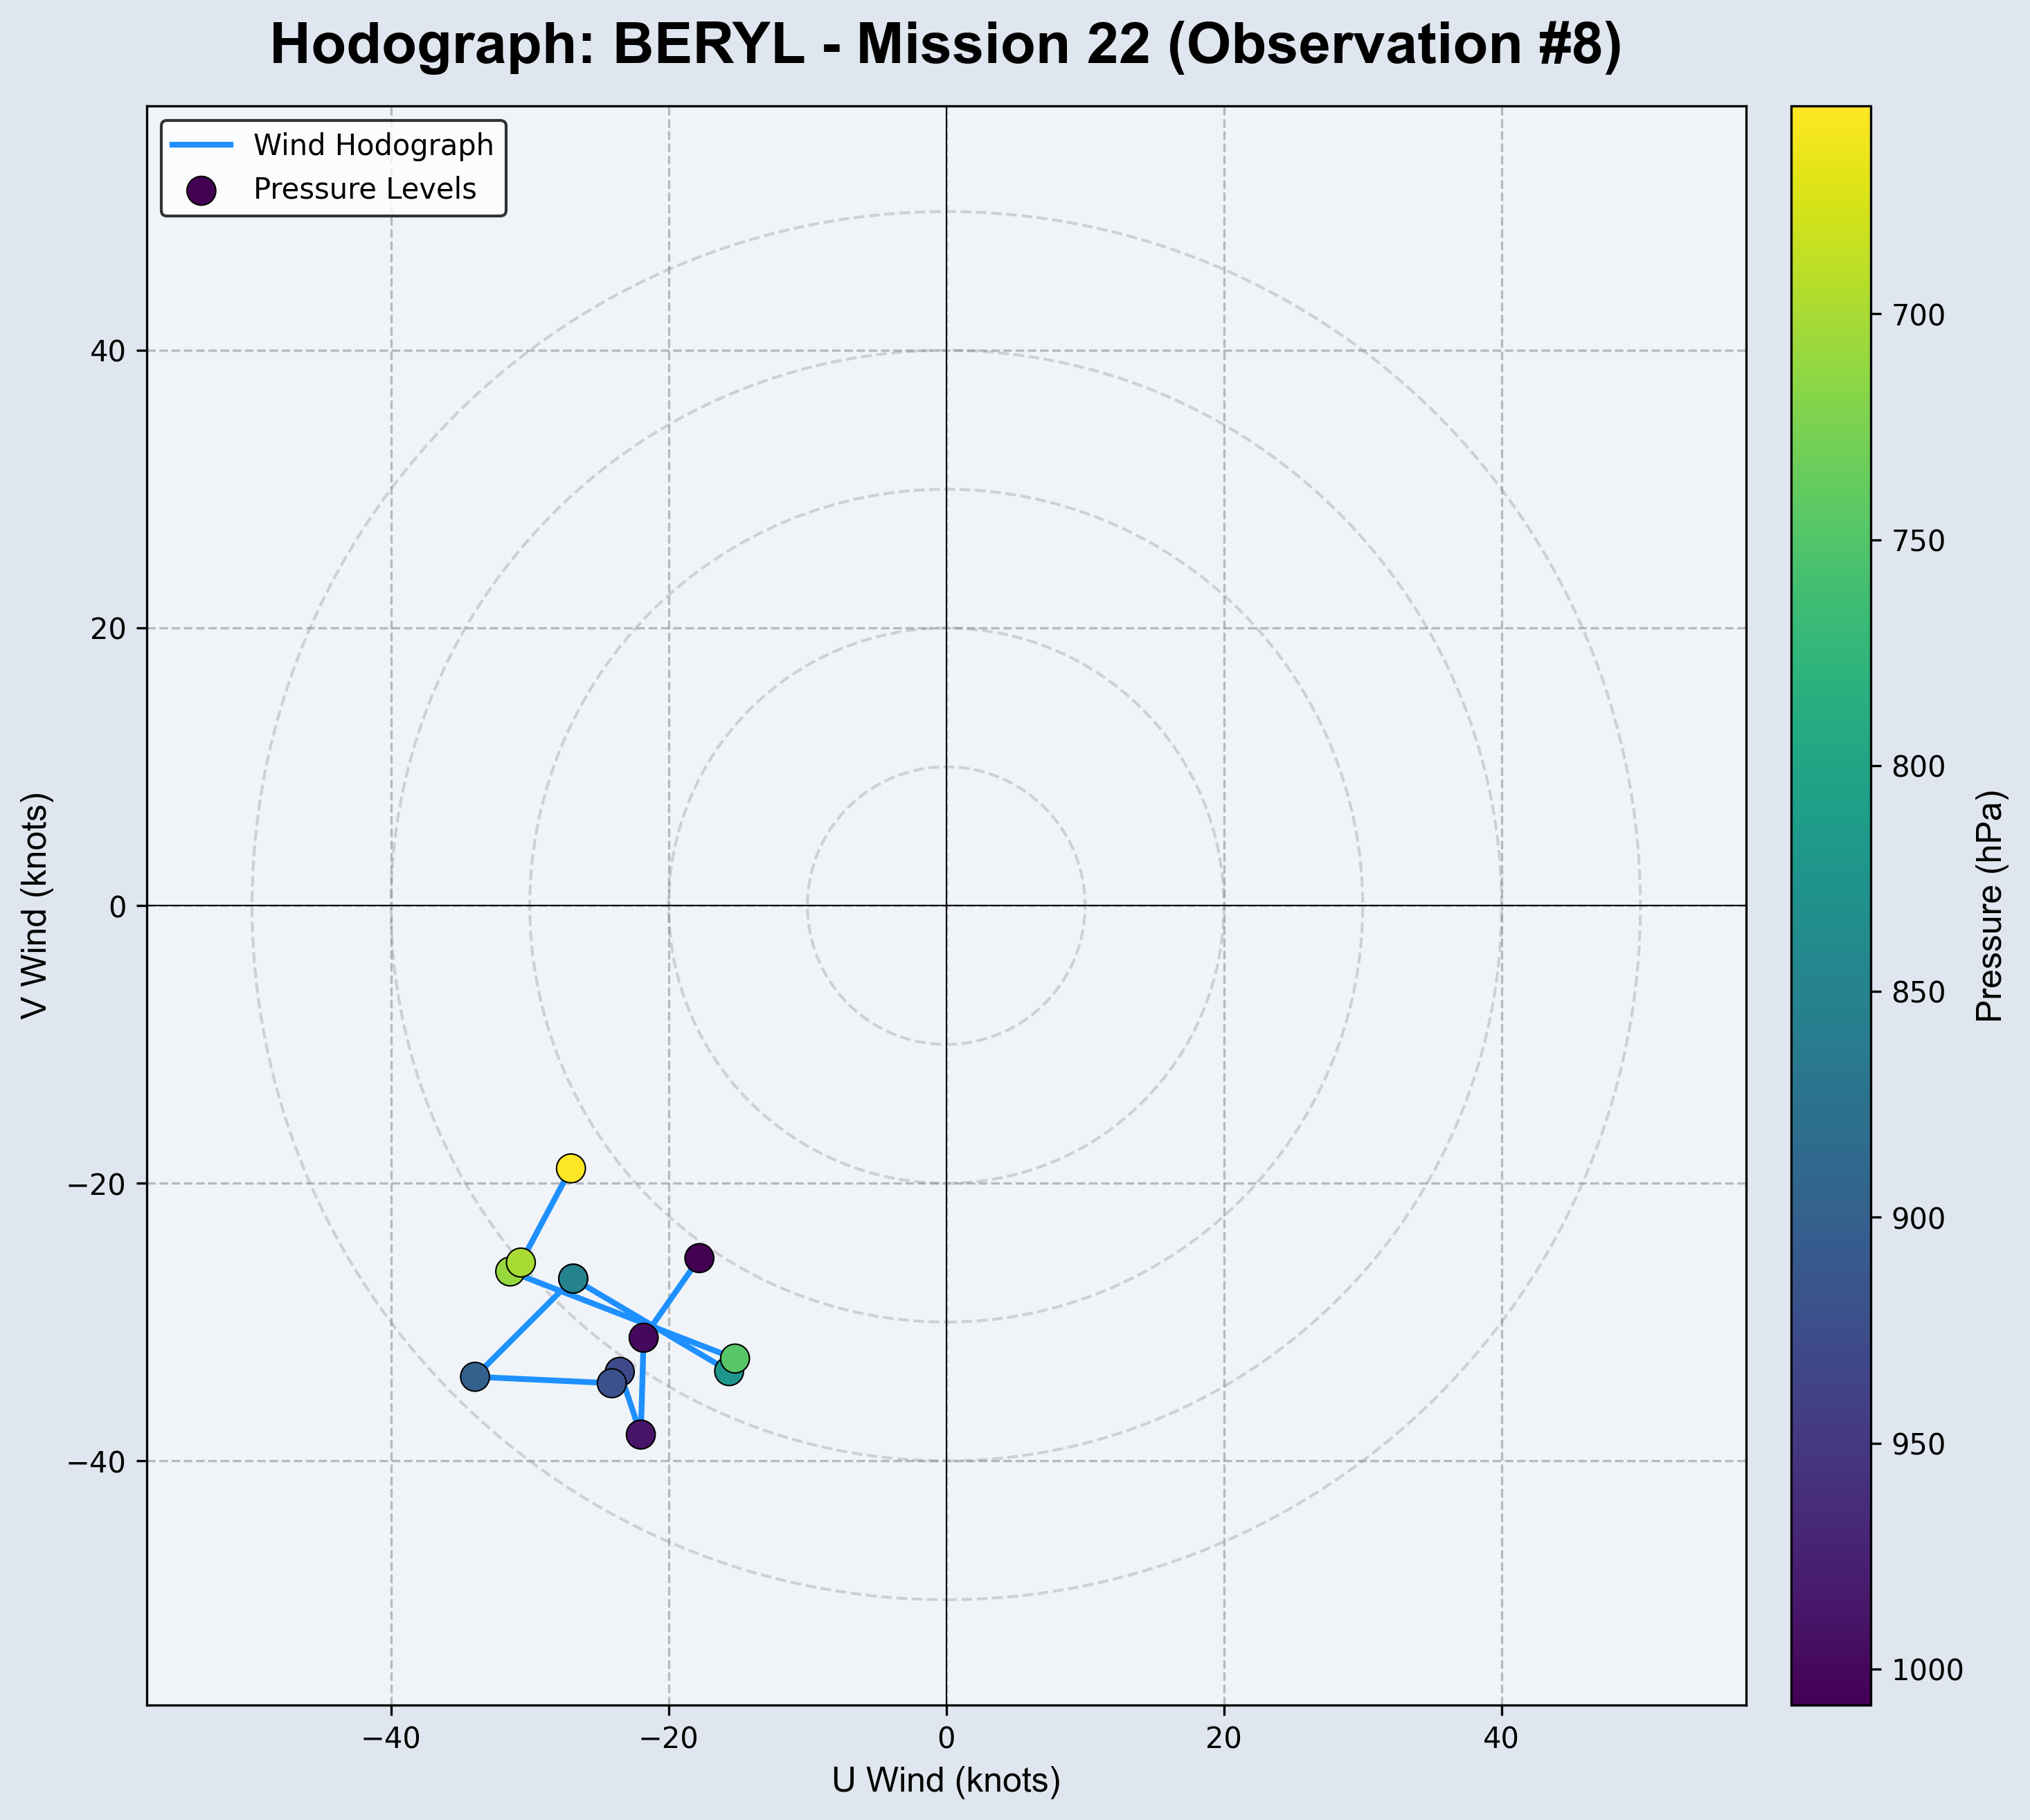 Hodograph: BERYL - Mission 22 (Observation #8)
Wind Hodograph
Pressure Levels
40
20
0
−20
−40
V Wind (knots)
−40
−20
0
20
40
U Wind (knots)
700
750
800
850
900
950
1000
Pressure (hPa)